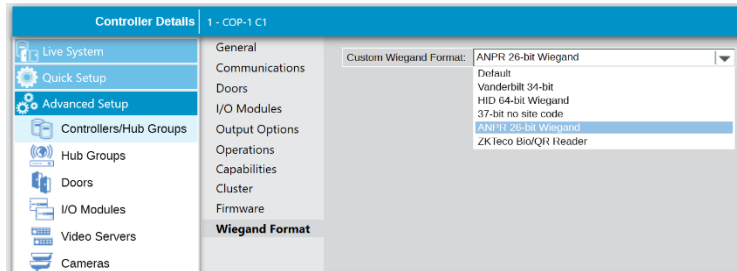 Controller Details
1 - COP-1 C1
Live System
Quick Setup
Advanced Setup
Controllers/Hub Groups
Hub Groups
Doors
I/O Modules
Video Servers
Cameras
General
Communications
Doors
I/O Modules
Output Options
Operations
Capabilities
Cluster
Firmware
Wiegand Format
Custom Wiegand Format:
ANPR 26-bit Wiegand
Default
Vanderbilt 34-bit
HID 64-bit Wiegand
37-bit no site code
ANPR 26-bit Wiegand
ZKTeco Bio/QR Reader